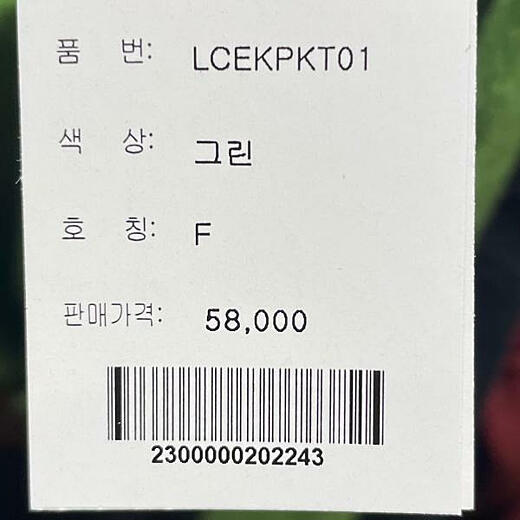 품 번: LCEKPKT01
색 상: 그린
호 칭: F
판매가격: 58,000
2300000202243